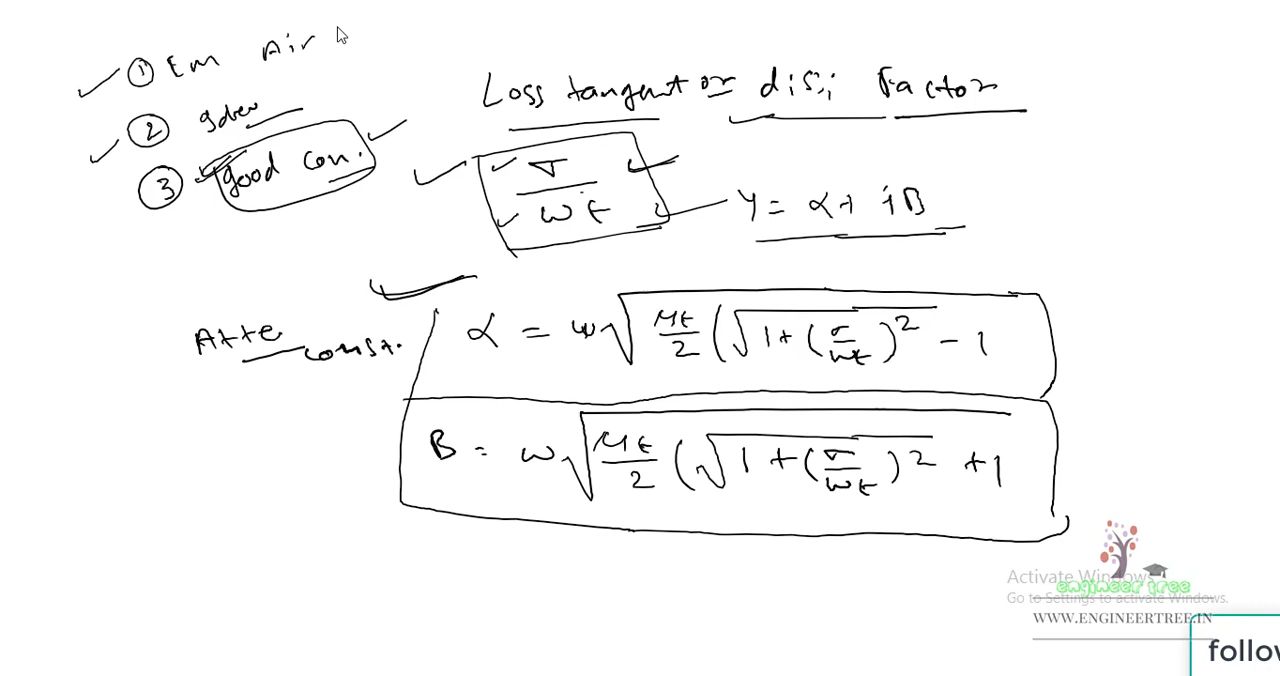 ① Em Air
②
③ good con.
Loss tangent or disi Factor
σ
ωε
γ = α + jβ
Atte const.
α = ω√(με/2 (√(1+(σ/ωε)²) - 1
β = ω√(με/2 (√(1+(σ/ωε)²) + 1
Activate Windows
Go to Settings to activate Windows.
engineer tree
WWW.ENGINEERTREE.IN
follow